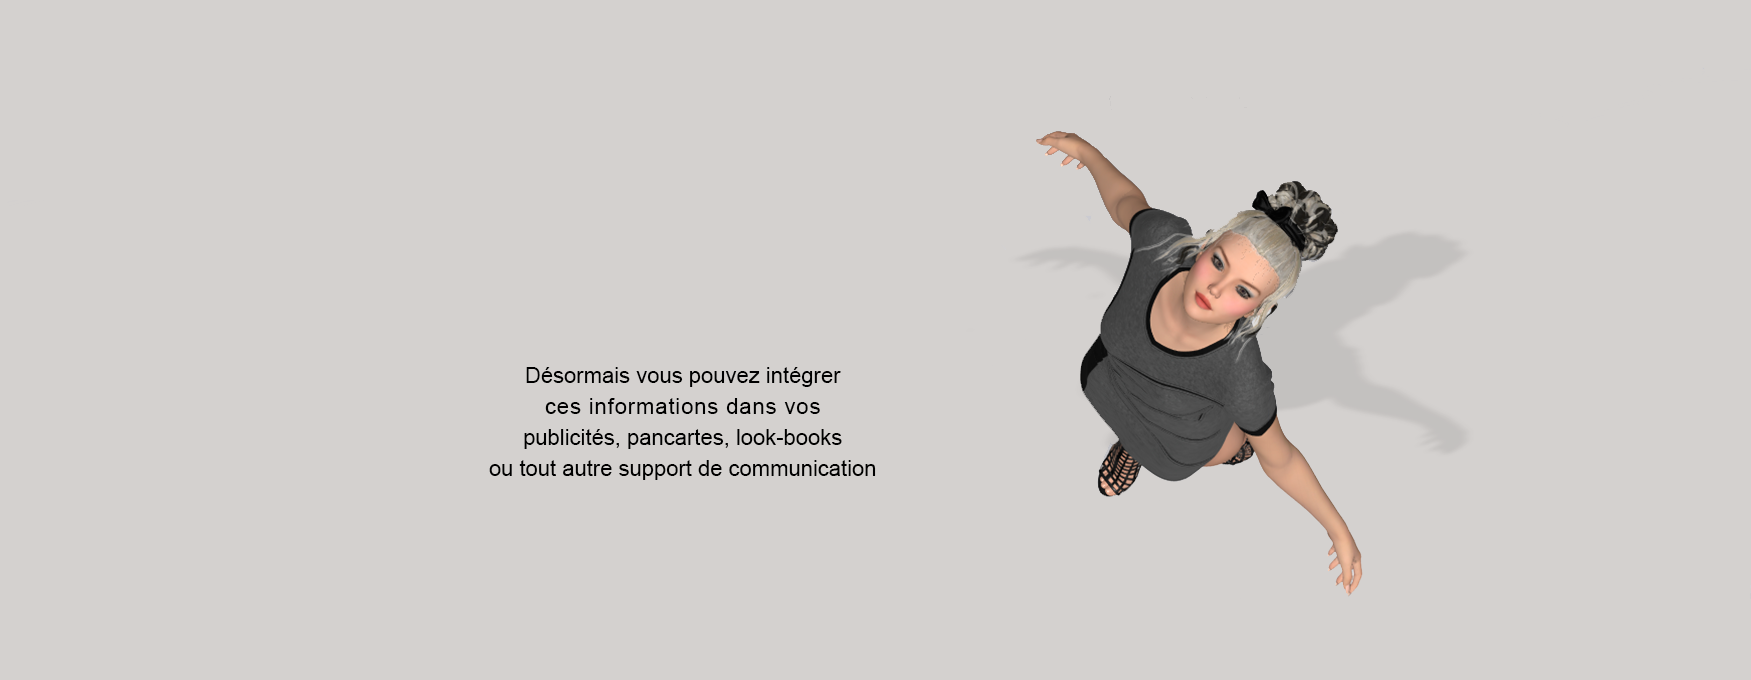 Désormais vous pouvez intégrer
ces informations dans vos
publicités, pancartes, look-books
ou tout autre support de communication